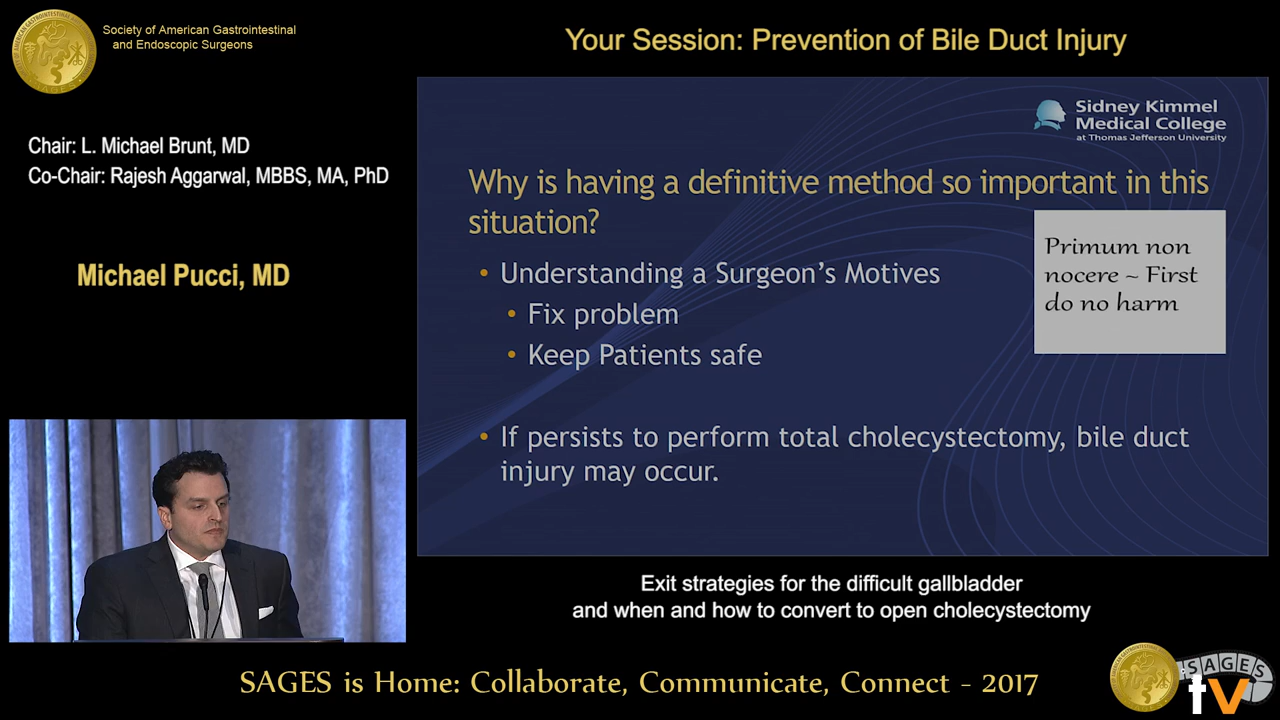 Society of American Gastrointestinal
and Endoscopic Surgeons
Your Session: Prevention of Bile Duct Injury
Chair: L. Michael Brunt, MD
Co-Chair: Rajesh Aggarwal, MBBS, MA, PhD
Michael Pucci, MD
Sidney Kimmel
Medical College
at Thomas Jefferson University
Why is having a definitive method so important in this
situation?
Primum non
nocere ~ First
do no harm
• Understanding a Surgeon's Motives
• Fix problem
• Keep Patients safe
• If persists to perform total cholecystectomy, bile duct
injury may occur.
Exit strategies for the difficult gallbladder
and when and how to convert to open cholecystectomy
SAGES is Home: Collaborate, Communicate, Connect - 2017
SAGES
tv